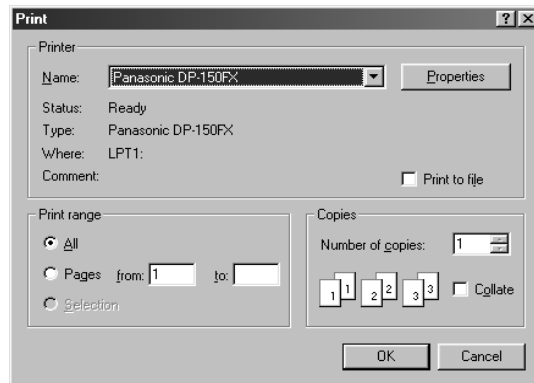 Print
Printer
Name: Panasonic DP-150FX Properties
Status: Ready
Type: Panasonic DP-150FX
Where: LPT1:
Comment: Print to file
Print range
All
Pages from: 1 to:
Selection
Copies
Number of copies: 1
1 1 2 2 3 3 Collate
OK Cancel